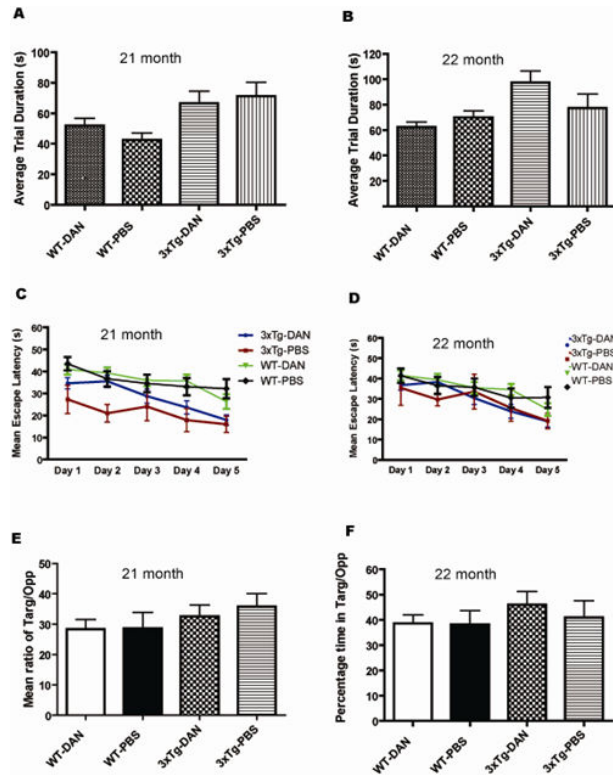 A
21 month
Average Trial Duration (s)
100
80
60
40
20
0
WT-DAN
WT-PBS
3xTg-DAN
3xTg-PBS
B
22 month
Average Trial Duration (s)
120
100
80
60
40
20
WT-DAN
WT-PBS
3xTg-DAN
3xTg-PBS
C
21 month
Mean Escape Latency (s)
60
50
40
30
20
10
0
Day 1 Day 2 Day 3 Day 4 Day 5
3xTg-DAN
3xTg-PBS
WT-DAN
WT-PBS
D
22 month
Mean Escape Latency (s)
60
50
40
30
20
10
0
Day 1 Day 2 Day 3 Day 4 Day 5
3xTg-DAN
3xTg-PBS
WT-DAN
WT-PBS
E
21 month
Mean ratio of Targ/Opp
50
40
30
20
10
0
WT-DAN
WT-PBS
3xTg-DAN
3xTg-PBS
F
22 month
Percentage time in Targ/Opp
60
50
40
30
20
10
0
WT-DAN
WT-PBS
3xTg-DAN
3xTg-PBS